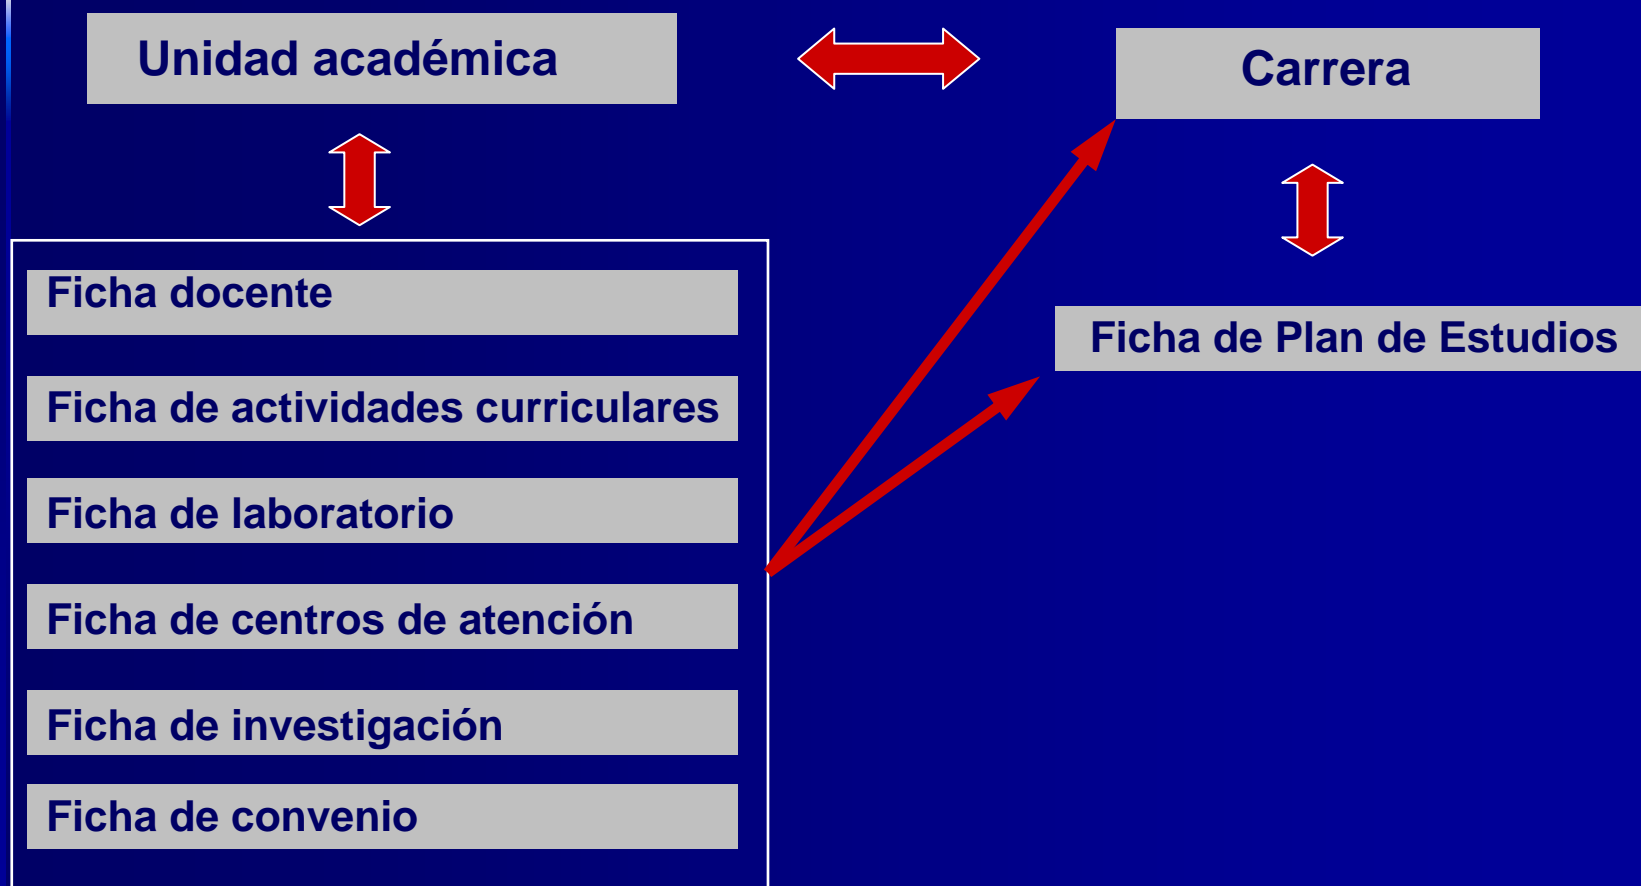 Unidad académica
Carrera
Ficha docente
Ficha de actividades curriculares
Ficha de laboratorio
Ficha de centros de atención
Ficha de investigación
Ficha de convenio
Ficha de Plan de Estudios